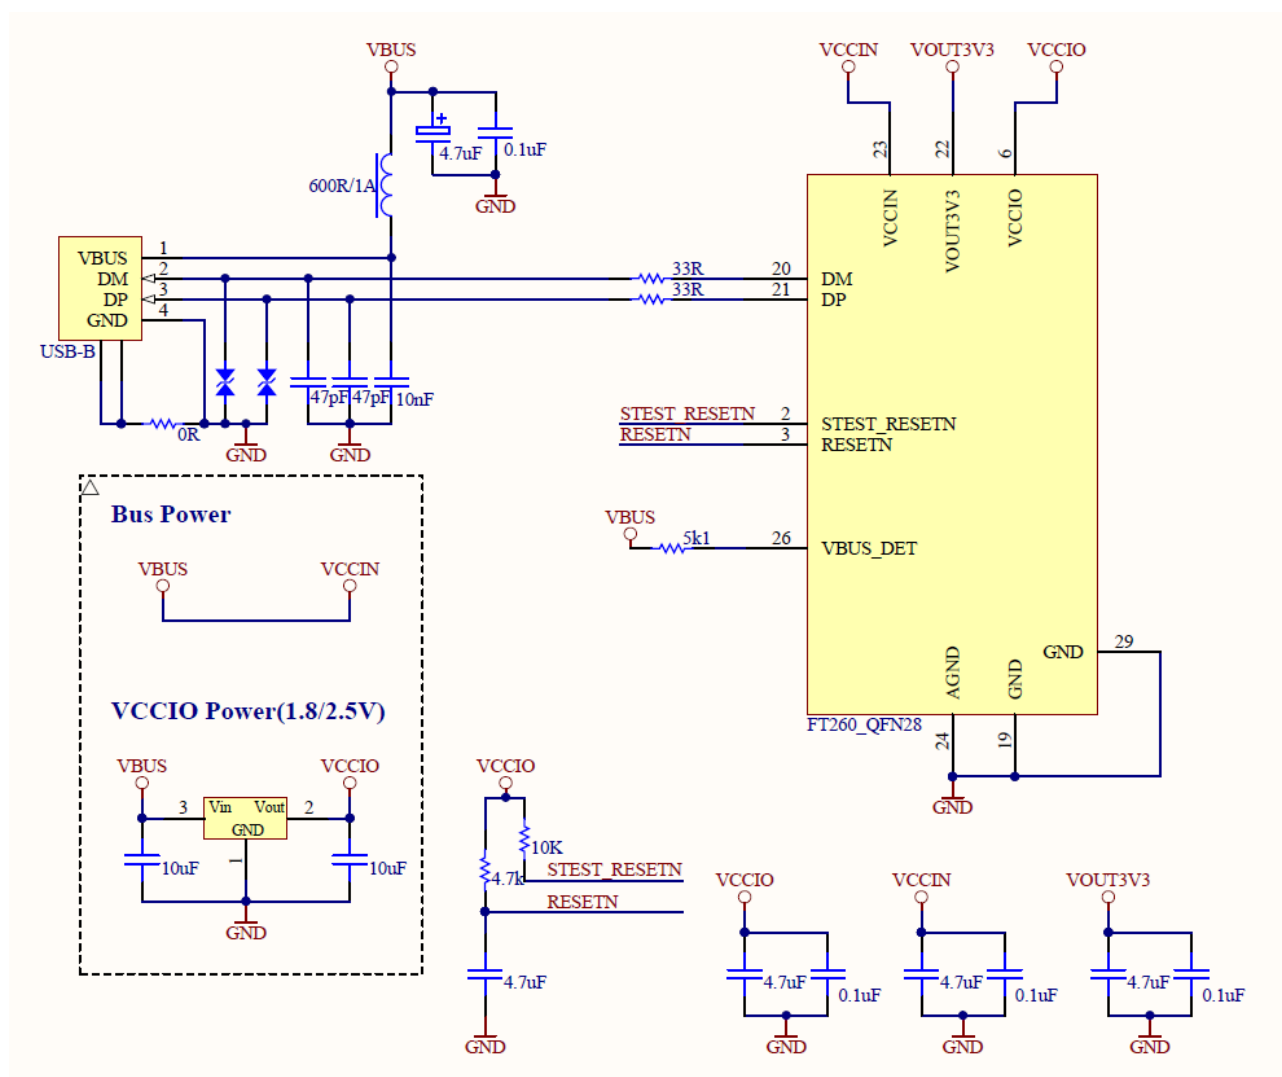 VBUS
VCCIN VOUT3V3 VCCIO
+
4.7uF 0.1uF
23 22 6
600R/1A
GND
VCCIN VOUT3V3 VCCIO
VBUS 1
DM 2 33R 20 DM
DP 3 33R 21 DP
GND 4
USB-B
47pF 47pF 10nF
0R
GND GND
STEST_RESETN 2 STEST_RESETN
RESETN 3 RESETN
Bus Power
VBUS
5k1 26 VBUS_DET
VBUS VCCIN
AGND GND GND 29
VCCIO Power(1.8/2.5V)
FT260_QFN28
24 19
GND
VBUS VCCIO
3 Vin Vout 2
GND
1
10uF 10uF
GND
VCCIO
10K
4.7k
STEST_RESETN
RESETN
4.7uF
GND
VCCIO VCCIN VOUT3V3
4.7uF 0.1uF 4.7uF 0.1uF 4.7uF 0.1uF
GND GND GND